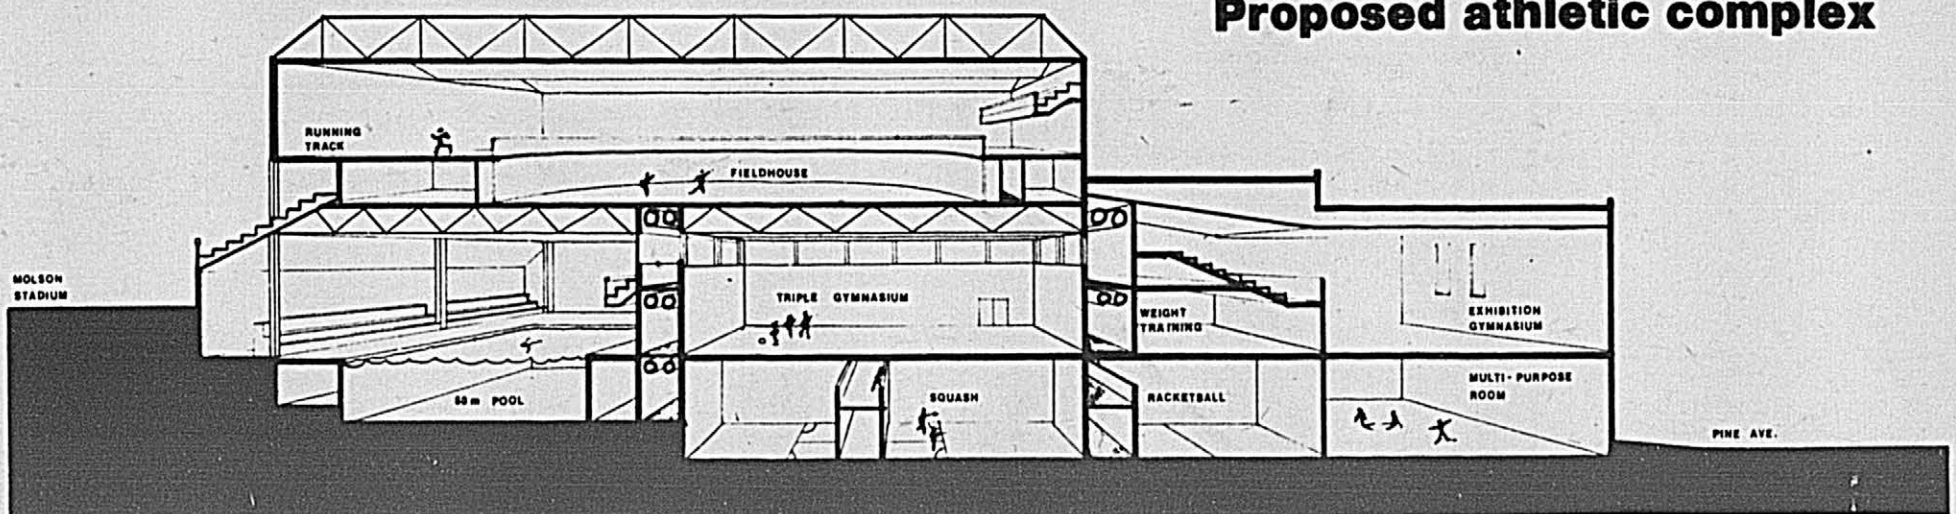 Proposed athletic complex
RUNNING
TRACK
FIELDHOUSE
MOLSON
STADIUM
TRIPLE GYMNASIUM
WEIGHT
TRAINING
EXHIBITION
GYMNASIUM
m POOL
SQUASH
RACKETBALL
MULTI-PURPOSE
ROOM
PINE AVE.